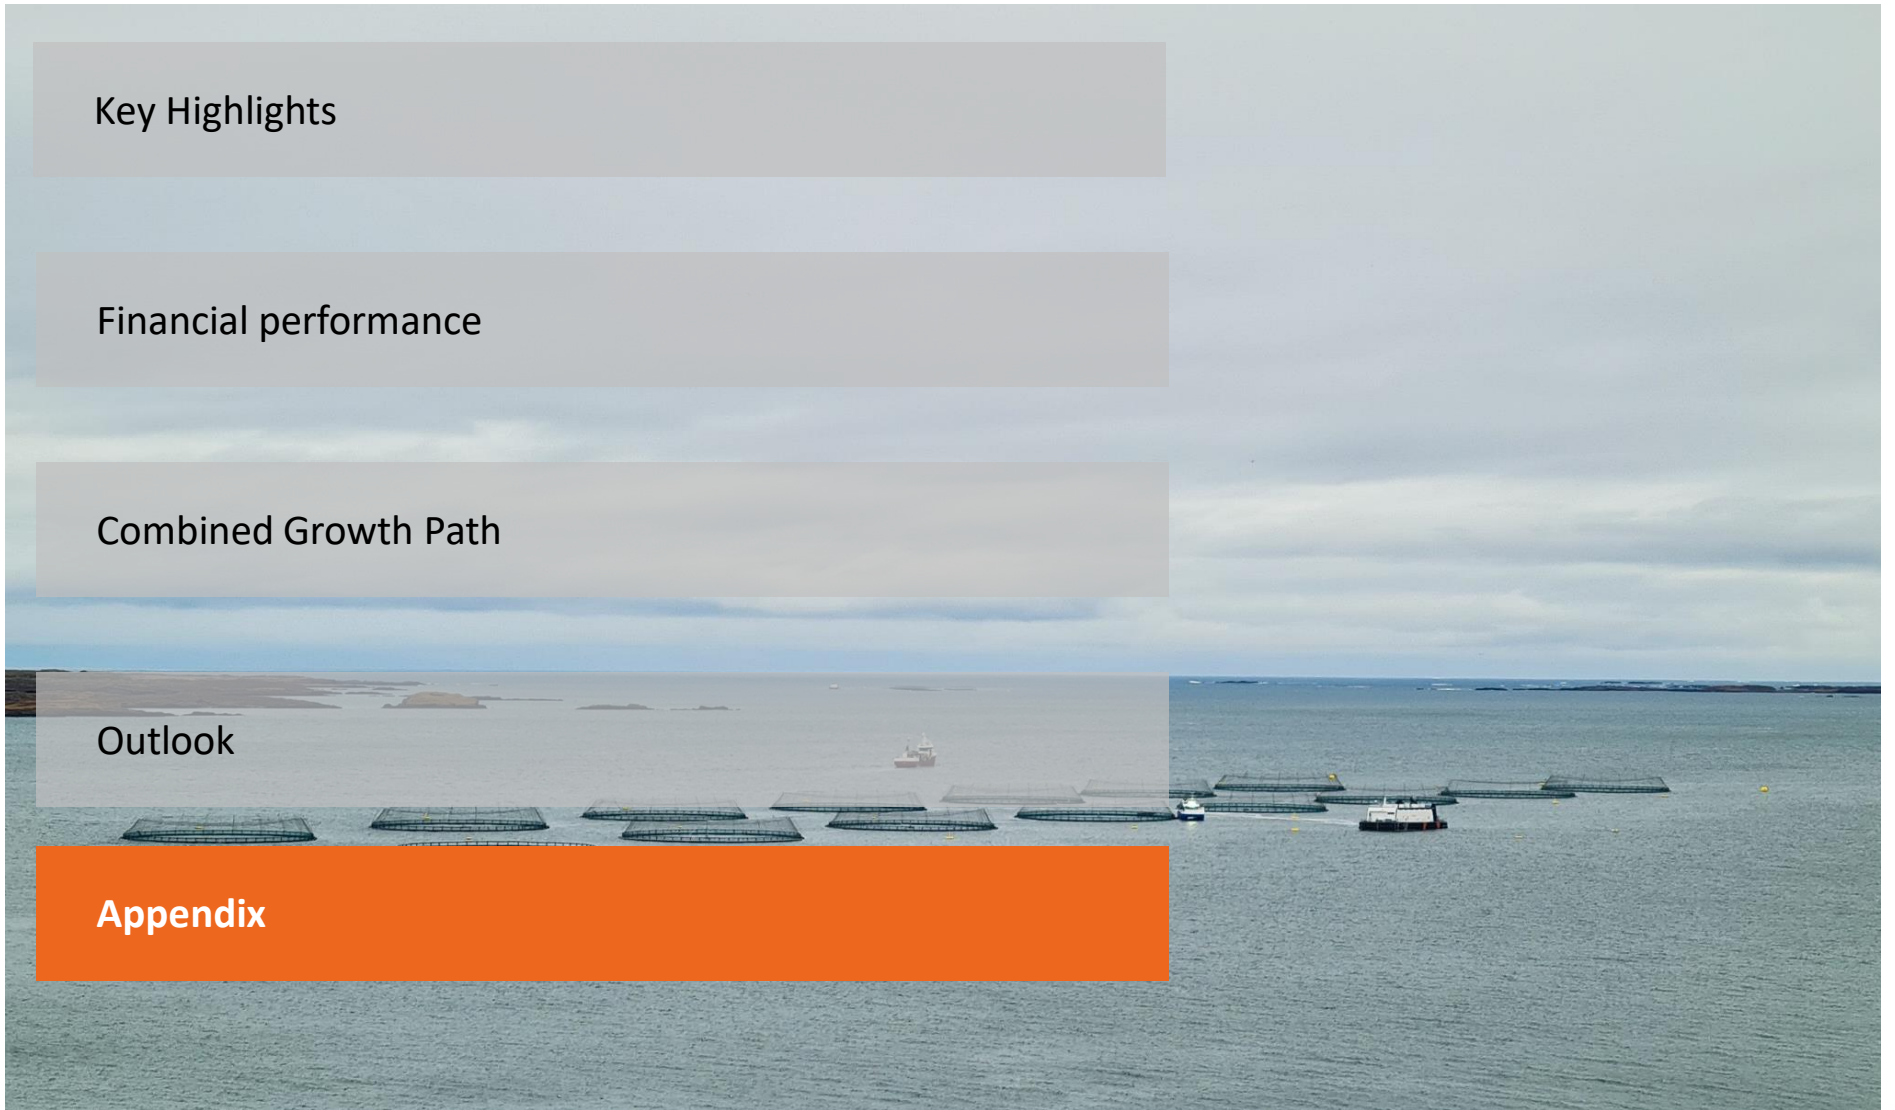 Key Highlights
Financial performance
Combined Growth Path
Outlook
Appendix